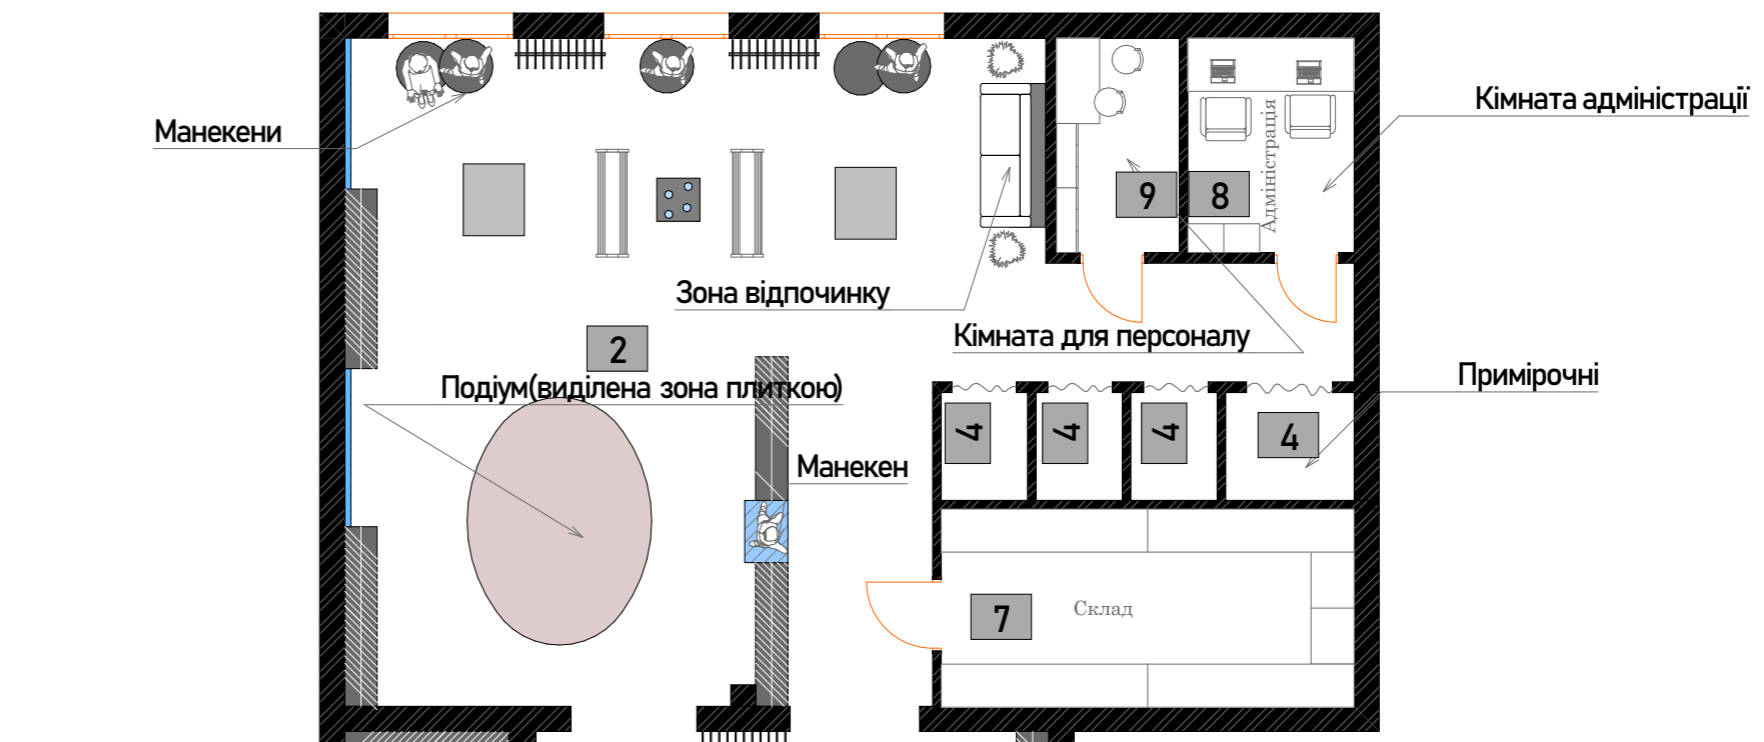 Манекени
Кімната адміністрації
Адміністрація
9
8
Зона відпочинку
Кімната для персоналу
2
Подіум(виділена зона плиткою)
Примірочні
4
4
4
4
Манекен
7
Склад